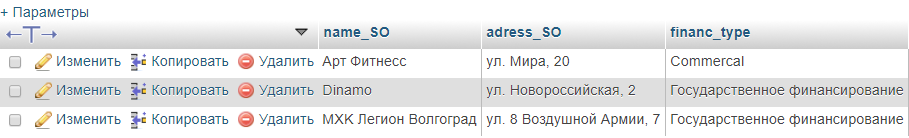 + Параметры
name_SO adress_SO financ_type
Изменить Копировать Удалить Арт Фитнесс ул. Мира, 20 Commercal
Изменить Копировать Удалить Dinamo ул. Новороссийская, 2 Государственное финансирование
Изменить Копировать Удалить МХК Легион Волгоград ул. 8 Воздушной Армии, 7 Государственное финансирование